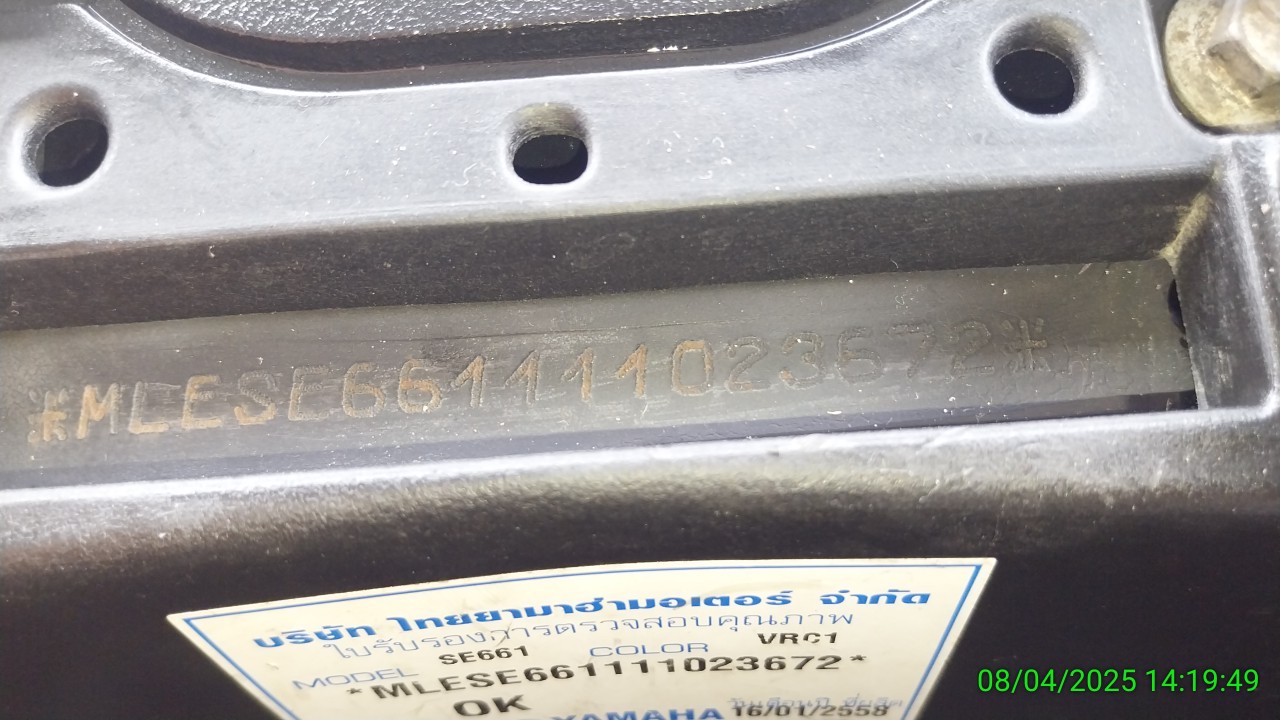 *MLESE661111023672*
บริษัท ไทยยามาฮ่ามอเตอร์ จำกัด
ใบรับรองการตรวจสอบคุณภาพ
MODEL SE661 COLOR VRC1
*MLESE661111023672*
OK
YAMAHA 16/01/2558
08/04/2025 14:19:49